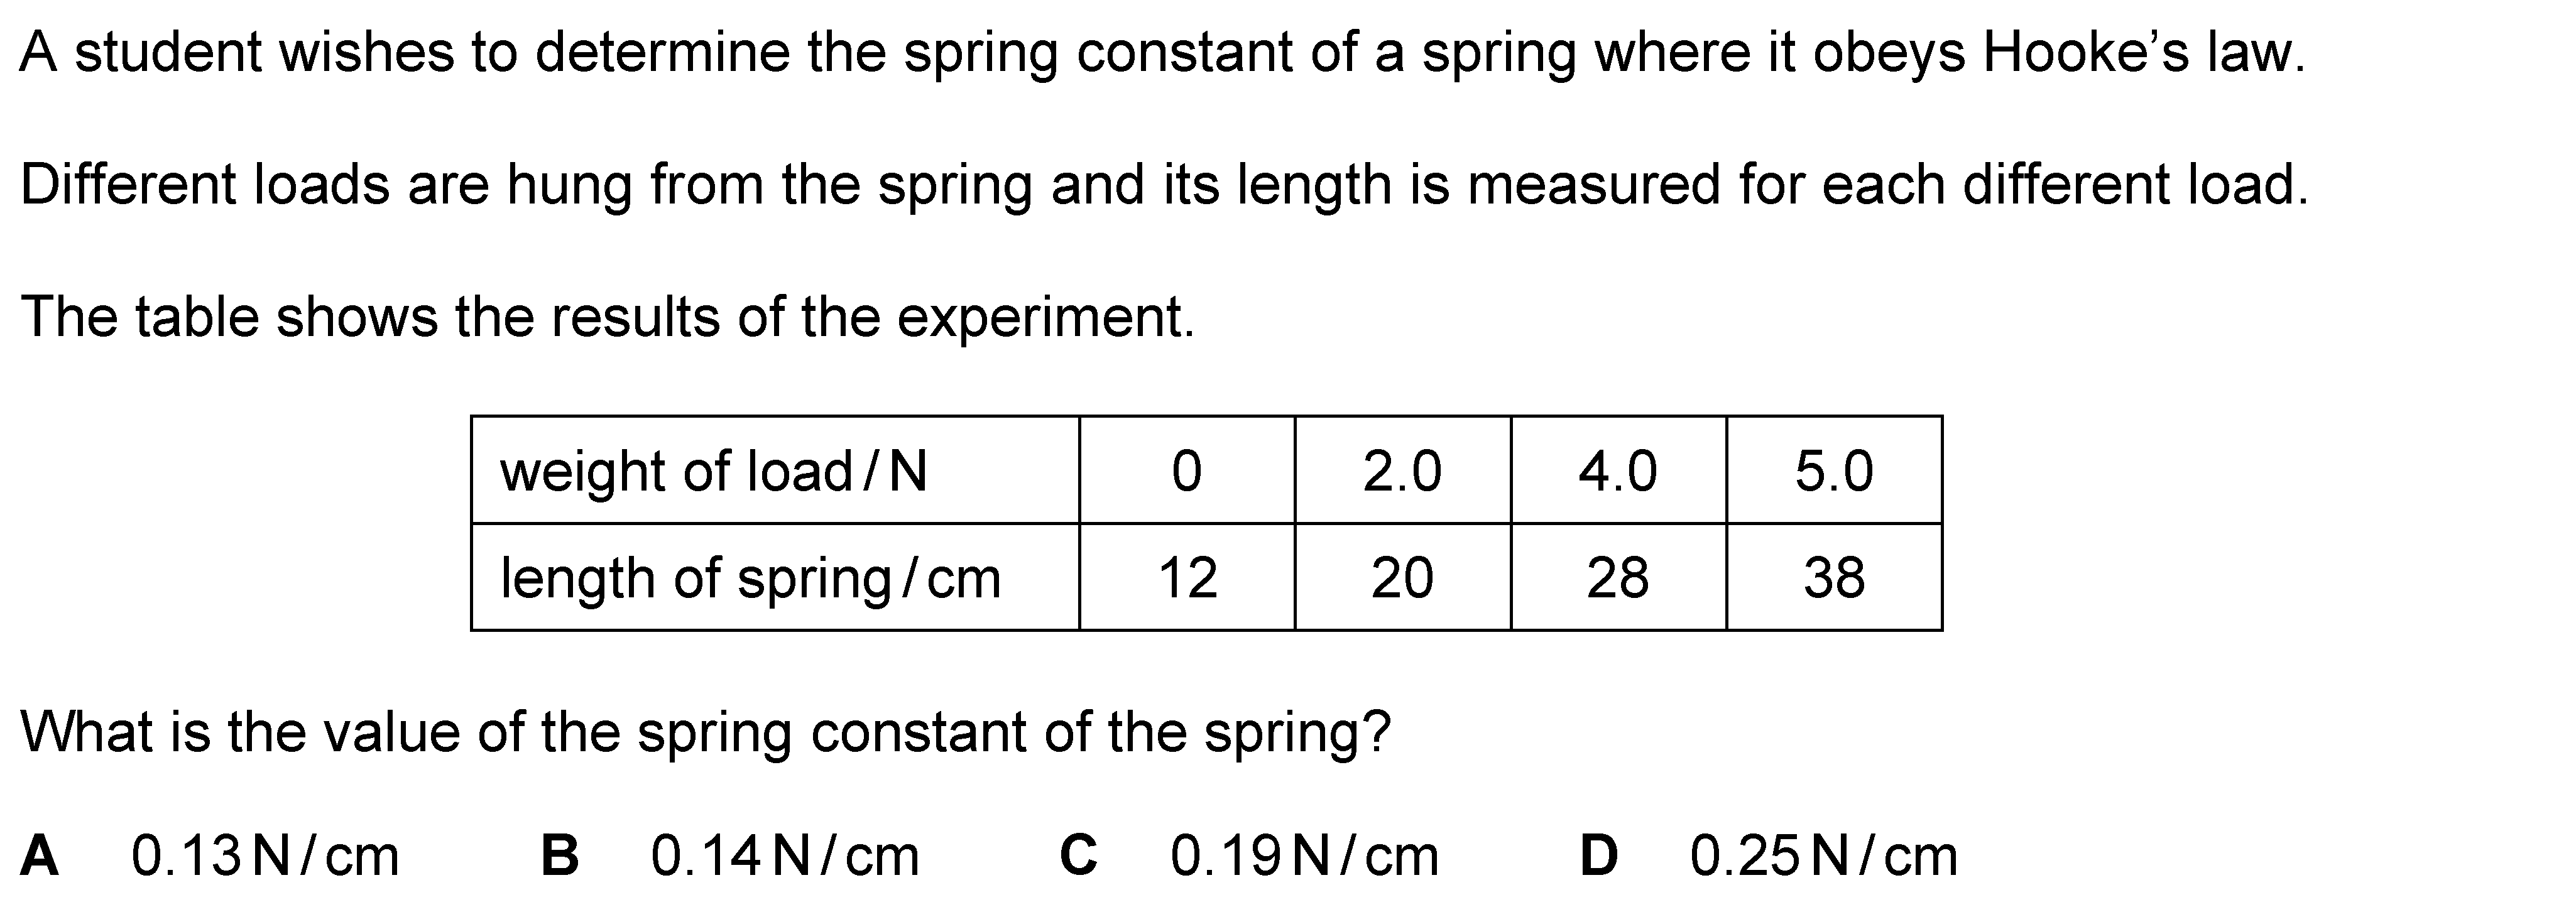 A student wishes to determine the spring constant of a spring where it obeys Hooke’s law.
Different loads are hung from the spring and its length is measured for each different load.
The table shows the results of the experiment.
weight of load / N 0 2.0 4.0 5.0
length of spring / cm 12 20 28 38
What is the value of the spring constant of the spring?
A 0.13 N / cm B 0.14 N / cm C 0.19 N / cm D 0.25 N / cm